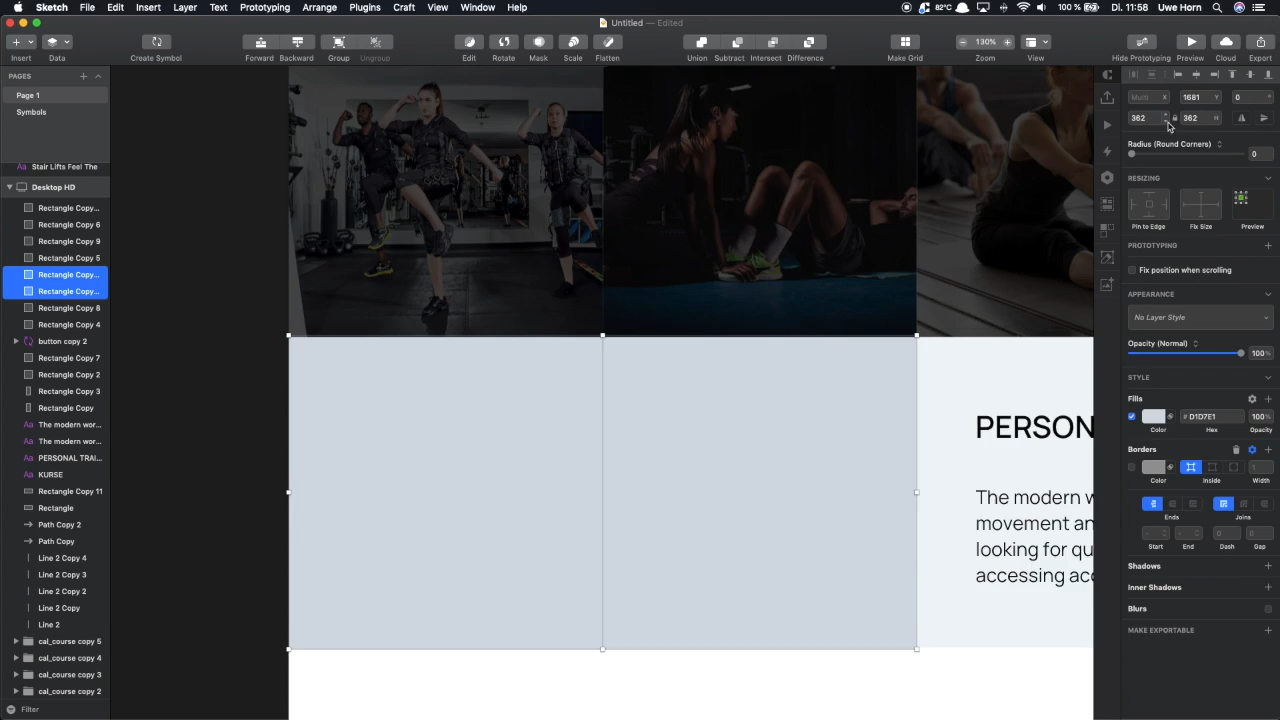 Sketch File Edit Insert Layer Text Prototyping Arrange Plugins Craft View Window Help 82°C 100 % Di. 11:58 Uwe Horn
Untitled — Edited
Insert Data Create Symbol Forward Backward Group Ungroup Edit Rotate Mask Scale Flatten Union Subtract Intersect Difference Make Grid 130% Zoom View Hide Prototyping Preview Cloud Export
PAGES
Page 1
Symbols
Aa Stair Lifts Feel The
Desktop HD
Rectangle Copy...
Rectangle Copy 6
Rectangle Copy 9
Rectangle Copy 5
Rectangle Copy...
Rectangle Copy...
Rectangle Copy 8
Rectangle Copy 4
button copy 2
Rectangle Copy 7
Rectangle Copy 2
Rectangle Copy 3
Rectangle Copy
Aa The modern wor...
Aa The modern wor...
Aa PERSONAL TRAI...
Aa KURSE
Rectangle Copy 11
Rectangle
Path Copy 2
Path Copy
Line 2 Copy 4
Line 2 Copy 3
Line 2 Copy 2
Line 2 Copy
Line 2
cal_course copy 5
cal_course copy 4
cal_course copy 3
cal_course copy 2
Filter
PERSON
The modern w
movement an
looking for qu
accessing acc
Multi X 1681 Y 0 °
362 362 H
Radius (Round Corners)
0
RESIZING
Pin to Edge Fix Size Preview
PROTOTYPING
Fix position when scrolling
APPEARANCE
No Layer Style
Opacity (Normal)
100%
STYLE
Fills
# D1D7E1 100%
Color Hex Opacity
Borders
1
Color Inside Width
Ends Joins
- - 0 0
Start End Dash Gap
Shadows
Inner Shadows
Blurs
MAKE EXPORTABLE